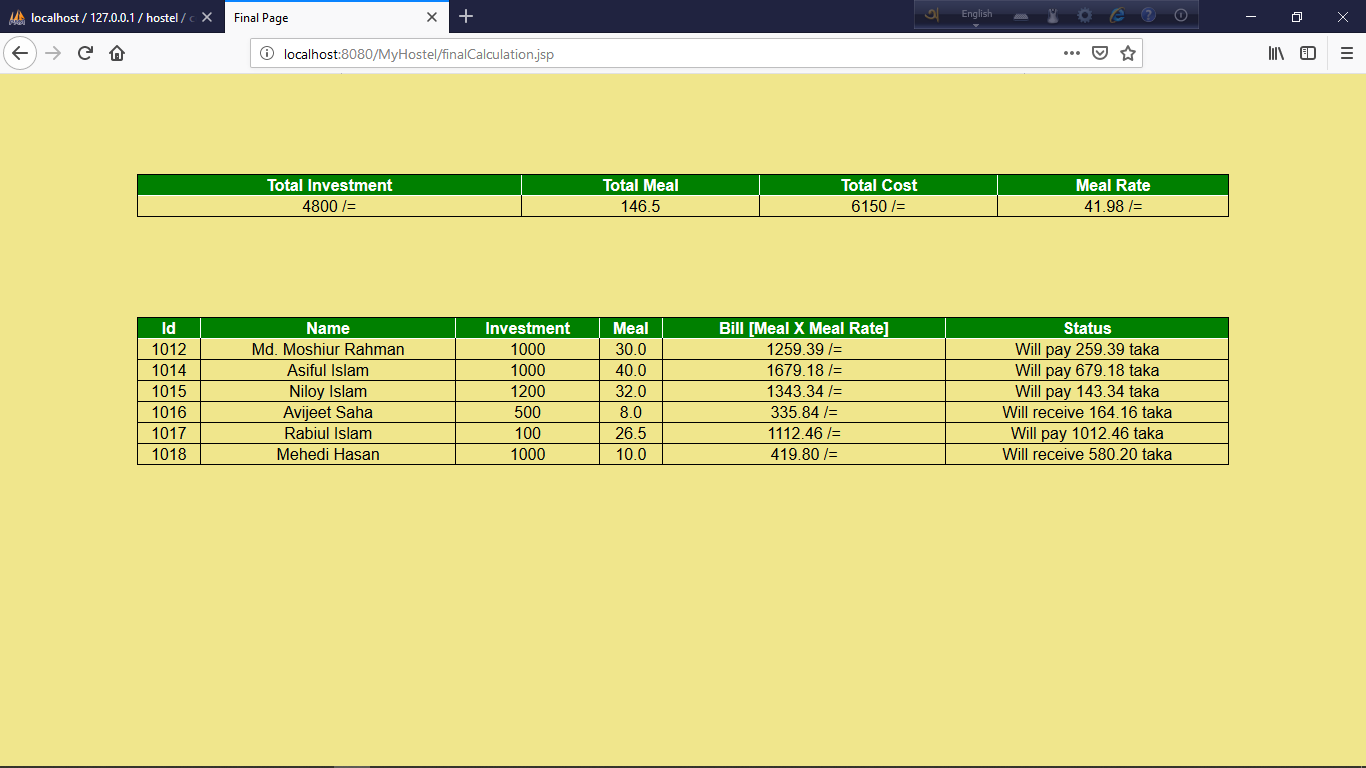 localhost / 127.0.0.1 / hostel / c
Final Page
English
localhost:8080/MyHostel/finalCalculation.jsp
Total Investment Total Meal Total Cost Meal Rate
4800 /= 146.5 6150 /= 41.98 /=
Id Name Investment Meal Bill [Meal X Meal Rate] Status
1012 Md. Moshiur Rahman 1000 30.0 1259.39 /= Will pay 259.39 taka
1014 Asiful Islam 1000 40.0 1679.18 /= Will pay 679.18 taka
1015 Niloy Islam 1200 32.0 1343.34 /= Will pay 143.34 taka
1016 Avijeet Saha 500 8.0 335.84 /= Will receive 164.16 taka
1017 Rabiul Islam 100 26.5 1112.46 /= Will pay 1012.46 taka
1018 Mehedi Hasan 1000 10.0 419.80 /= Will receive 580.20 taka